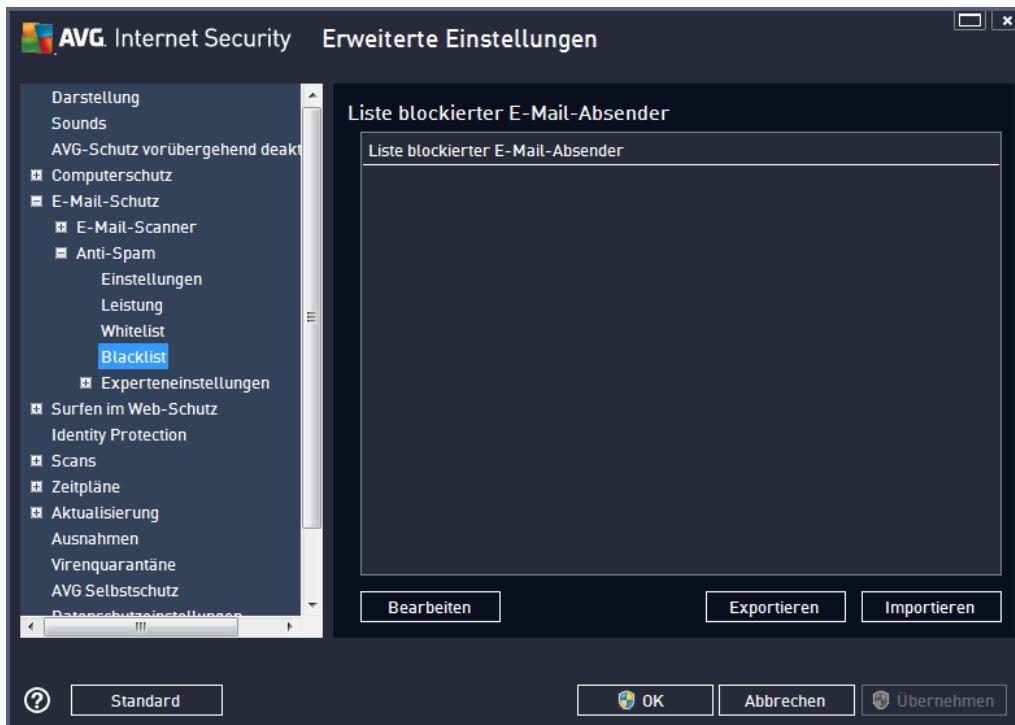 AVG. Internet Security Erweiterte Einstellungen
Darstellung
Sounds
AVG-Schutz vorübergehend deakt
Computerschutz
E-Mail-Schutz
E-Mail-Scanner
Anti-Spam
Einstellungen
Leistung
Whitelist
Blacklist
Experteneinstellungen
Surfen im Web-Schutz
Identity Protection
Scans
Zeitpläne
Aktualisierung
Ausnahmen
Virenquarantäne
AVG Selbstschutz
Datenschutzeinstellungen
Liste blockierter E-Mail-Absender
Liste blockierter E-Mail-Absender
Bearbeiten Exportieren Importieren
Standard OK Abbrechen Übernehmen